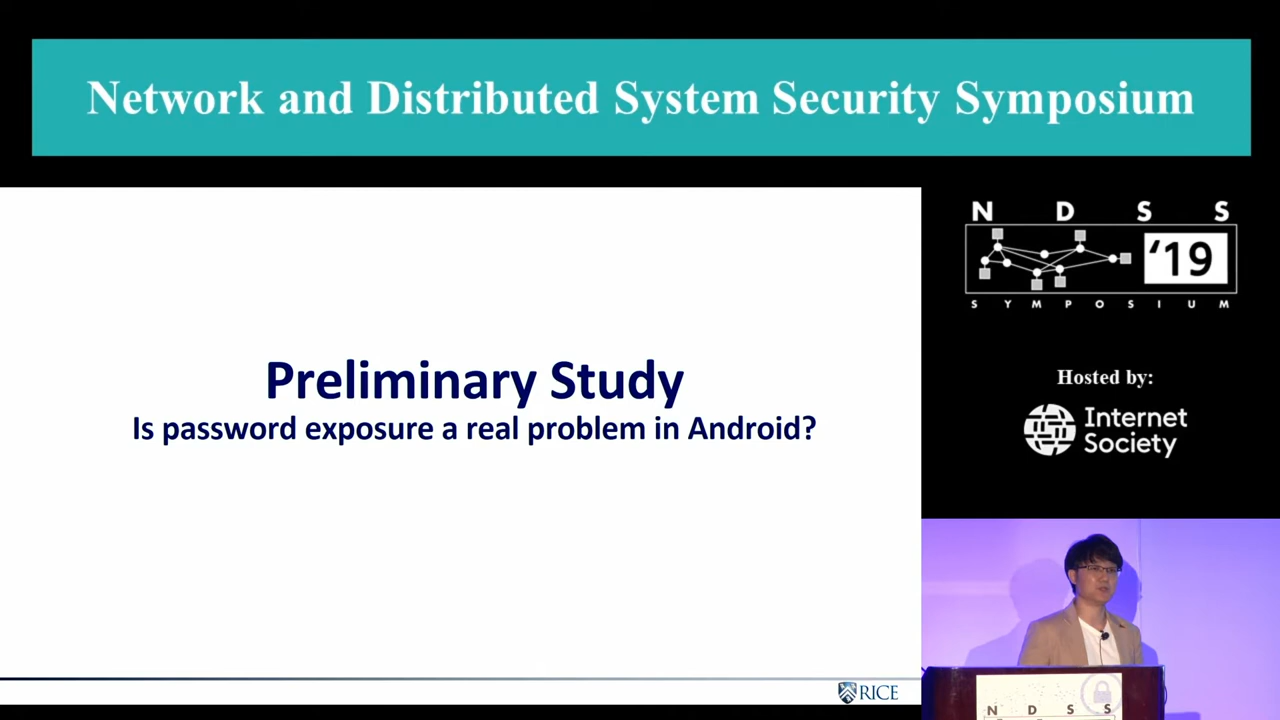 Network and Distributed System Security Symposium
N D S S
'19
S Y M P O S I U M
Preliminary Study
Is password exposure a real problem in Android?
Hosted by:
Internet
Society
RICE
N D S S